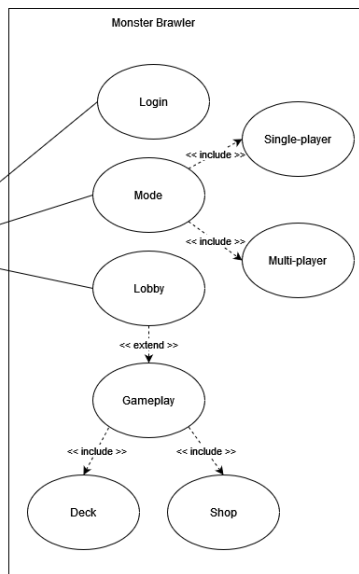 Monster Brawler
Login
Single-player
<< include >>
Mode
<< include >>
Multi-player
Lobby
<< extend >>
Gameplay
<< include >>
<< include >>
Deck
Shop